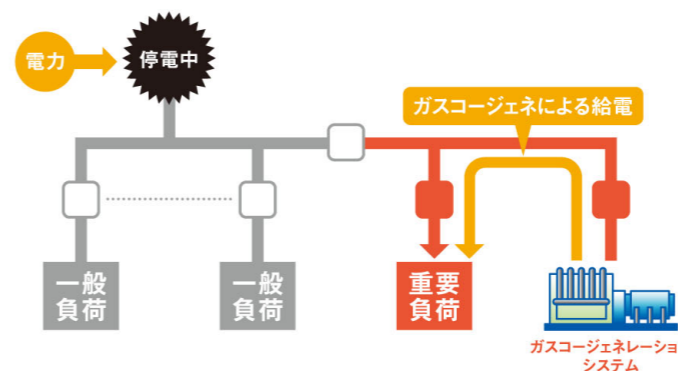 電力
停電中
ガスコージェネによる給電
一般
負荷
一般
負荷
重要
負荷
ガスコージェネレーショ
システム